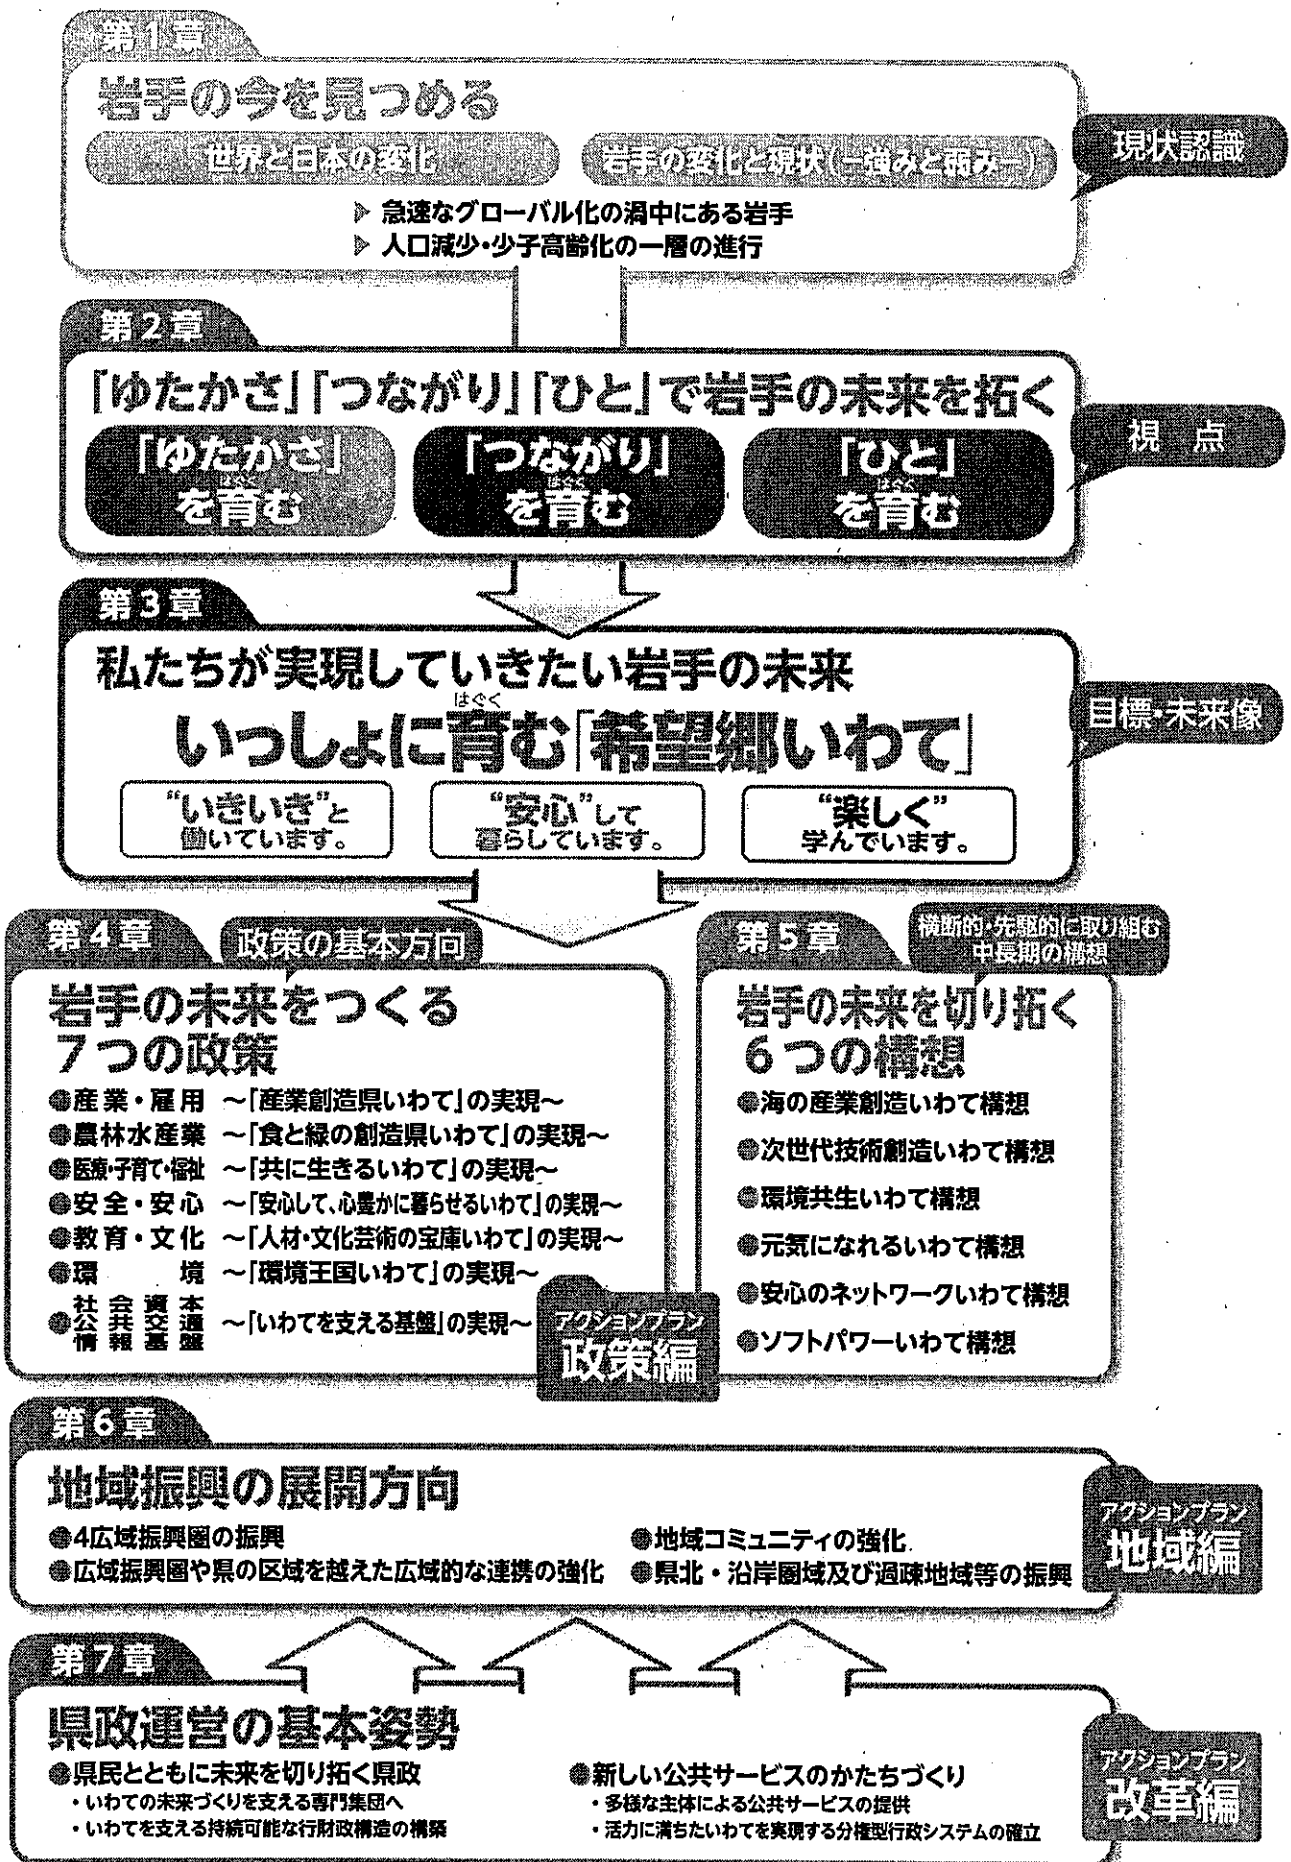 第1章
岩手の今を見つめる
世界と日本の変化
岩手の変化と現状(-強みと弱み-)
現状認識
▶ 急速なグローバル化の渦中にある岩手
▶ 人口減少・少子高齢化の一層の進行
第2章
「ゆたかさ」「つながり」「ひと」で岩手の未来を拓く
視 点
「ゆたかさ」
を育む
はぐく
「つながり」
を育む
はぐく
「ひと」
を育む
はぐく
第3章
私たちが実現していきたい岩手の未来
はぐく
いっしょに育む「希望郷いわて」
目標・未来像
“いきいき”と
働いています。
“安心”して
暮らしています。
“楽しく”
学んでいます。
第4章
政策の基本方向
岩手の未来をつくる
7つの政策
●産業・雇用 ～「産業創造県いわて」の実現～
●農林水産業 ～「食と緑の創造県いわて」の実現～
●医療・子育て・福祉 ～「共に生きるいわて」の実現～
●安全・安心 ～「安心して、心豊かに暮らせるいわて」の実現～
●教育・文化 ～「人材・文化芸術の宝庫いわて」の実現～
●環 境 ～「環境王国いわて」の実現～
社会資本
●公共交通 ～「いわてを支える基盤」の実現～
情報基盤
アクションプラン
政策編
第5章
横断的・先駆的に取り組む
中長期の構想
岩手の未来を切り拓く
6つの構想
●海の産業創造いわて構想
●次世代技術創造いわて構想
●環境共生いわて構想
●元気になれるいわて構想
●安心のネットワークいわて構想
●ソフトパワーいわて構想
第6章
地域振興の展開方向
●4広域振興圏の振興
●地域コミュニティの強化
●広域振興圏や県の区域を越えた広域的な連携の強化
●県北・沿岸圏域及び過疎地域等の振興
アクションプラン
地域編
第7章
県政運営の基本姿勢
●県民とともに未来を切り拓く県政
・いわての未来づくりを支える専門集団へ
・いわてを支える持続可能な行財政構造の構築
●新しい公共サービスのかたちづくり
・多様な主体による公共サービスの提供
・活力に満ちたいわてを実現する分権型行政システムの確立
アクションプラン
改革編